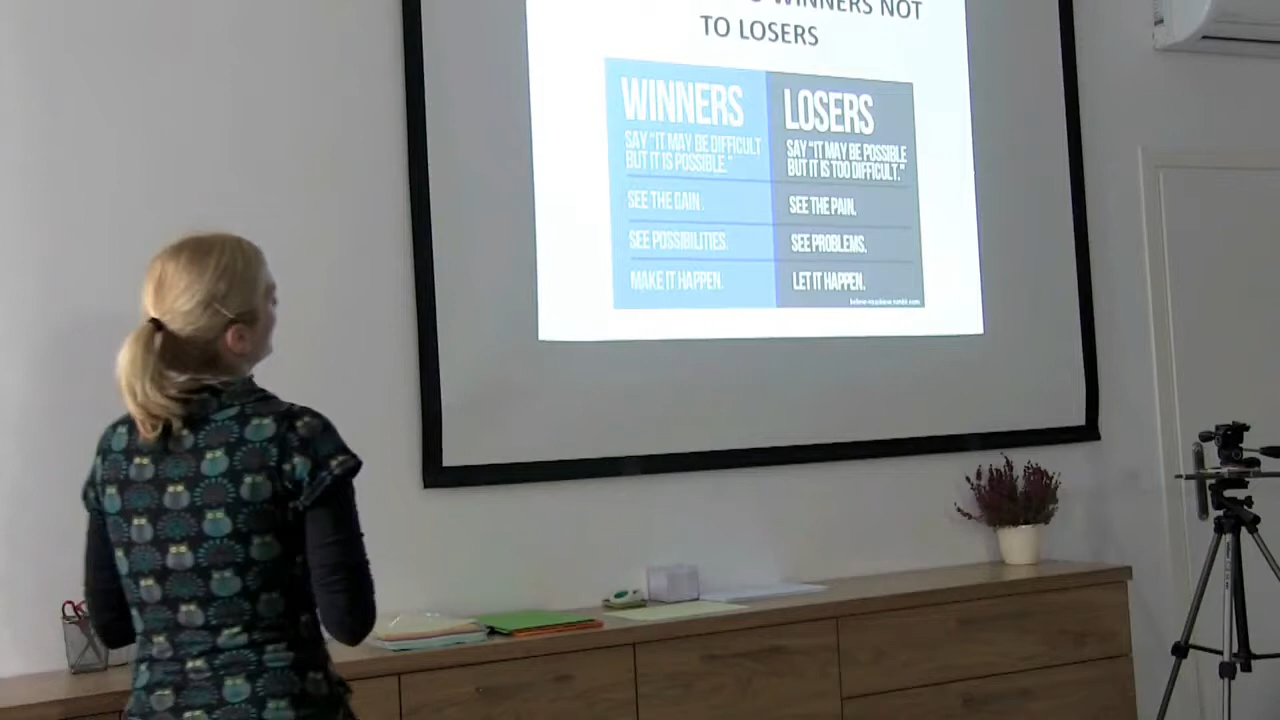 WINNERS NOT
TO LOSERS
WINNERS
SAY "IT MAY BE DIFFICULT
BUT IT IS POSSIBLE."
SEE THE GAIN.
SEE POSSIBILITIES.
MAKE IT HAPPEN.
LOSERS
SAY "IT MAY BE POSSIBLE
BUT IT IS TOO DIFFICULT."
SEE THE PAIN.
SEE PROBLEMS.
LET IT HAPPEN.